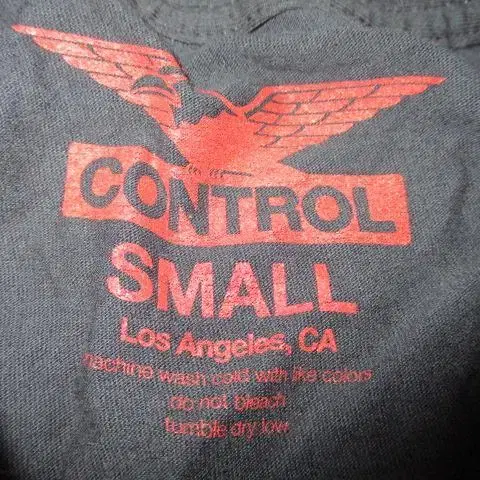 CONTROL
SMALL
Los Angeles, CA
machine wash cold with like colors
do not bleach
tumble dry low